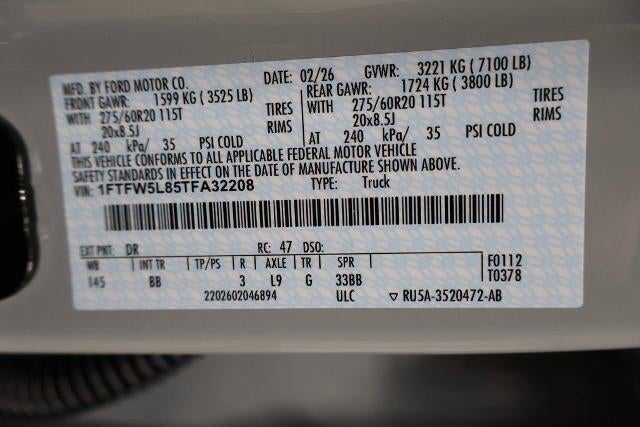 MFD. BY FORD MOTOR CO. DATE: 02/26 GVWR: 3221 KG ( 7100 LB)
FRONT GAWR: 1599 KG ( 3525 LB) REAR GAWR: 1724 KG ( 3800 LB)
WITH 275/60R20 115T TIRES WITH 275/60R20 115T TIRES
20x8.5J RIMS 20x8.5J RIMS
AT 240 kPa/ 35 PSI COLD AT 240 kPa/ 35 PSI COLD
THIS VEHICLE CONFORMS TO ALL APPLICABLE FEDERAL MOTOR VEHICLE
SAFETY STANDARDS IN EFFECT ON THE DATE OF MANUFACTURE SHOWN ABOVE.
VIN: 1FTFW5L85TFA32208 TYPE: Truck
EXT PNT: DR RC: 47 DSO:
WB INT TR TP/PS R AXLE TR SPR F0112
145 BB 3 L9 G 33BB T0378
2202602046894 ULC ▽ RU5A-3520472-AB